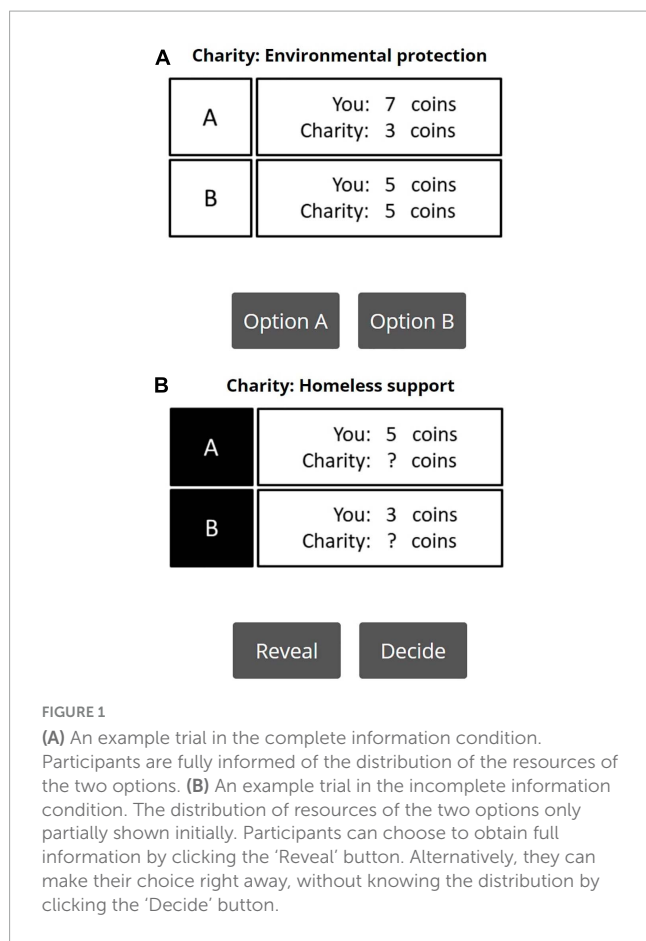 A Charity: Environmental protection
A
You: 7 coins
Charity: 3 coins
B
You: 5 coins
Charity: 5 coins
Option A Option B
B Charity: Homeless support
A
You: 5 coins
Charity: ? coins
B
You: 3 coins
Charity: ? coins
Reveal Decide
FIGURE 1
(A) An example trial in the complete information condition.
Participants are fully informed of the distribution of the resources of
the two options. (B) An example trial in the incomplete information
condition. The distribution of resources of the two options only
partially shown initially. Participants can choose to obtain full
information by clicking the ‘Reveal’ button. Alternatively, they can
make their choice right away, without knowing the distribution by
clicking the ‘Decide’ button.